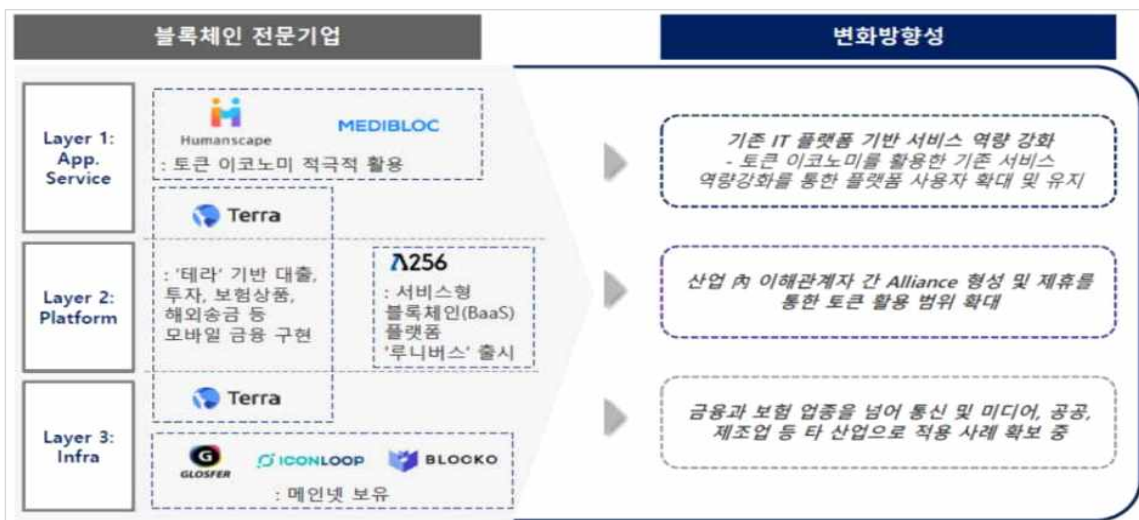 블록체인 전문기업
변화방향성
Layer 1:
App.
Service
Humanscape
MEDIBLOC
: 토큰 이코노미 적극적 활용
기존 IT 플랫폼 기반 서비스 역량 강화
- 토큰 이코노미를 활용한 기존 서비스
역량강화를 통한 플랫폼 사용자 확대 및 유지
Terra
Layer 2:
Platform
: '테라' 기반 대출,
투자, 보험상품,
해외송금 등
모바일 금융 구현
λ256
: 서비스형
블록체인(BaaS)
플랫폼
'루니버스' 출시
산업 內 이해관계자 간 Alliance 형성 및 제휴를
통한 토큰 활용 범위 확대
Terra
Layer 3:
Infra
GLOSFER
ICONLOOP
BLOCKO
: 메인넷 보유
금융과 보험 업종을 넘어 통신 및 미디어, 공공,
제조업 등 타 산업으로 적용 사례 확보 중